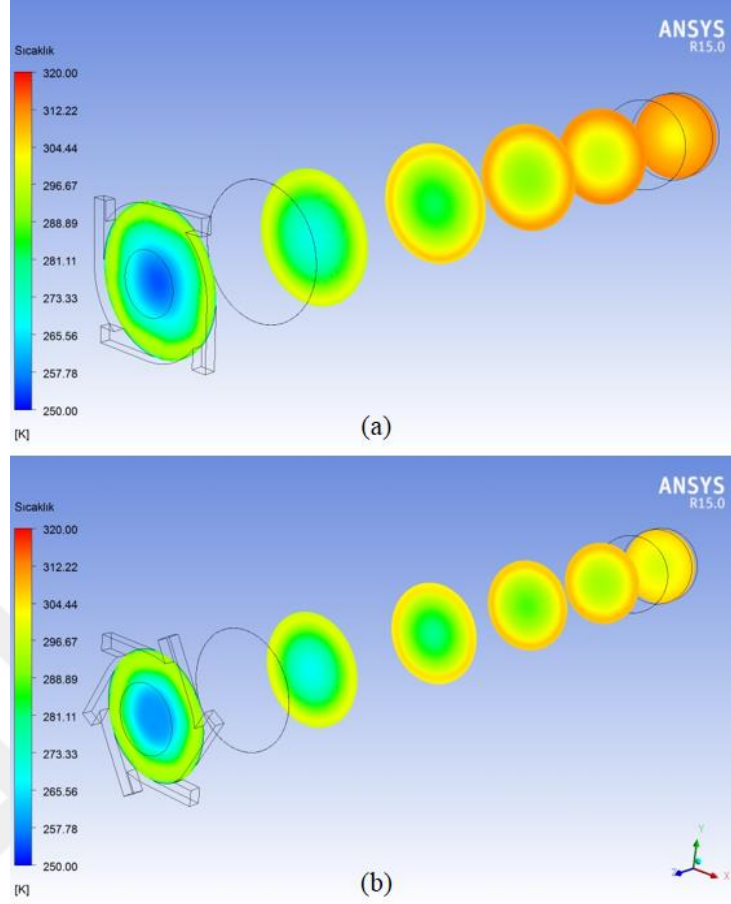 ANSYS
R15.0
Sıcaklık
320.00
312.22
304.44
296.67
288.89
281.11
273.33
265.56
257.78
250.00
[K]
(a)
ANSYS
R15.0
Sıcaklık
320.00
312.22
304.44
296.67
288.89
281.11
273.33
265.56
257.78
250.00
[K]
Y
Z
X
(b)